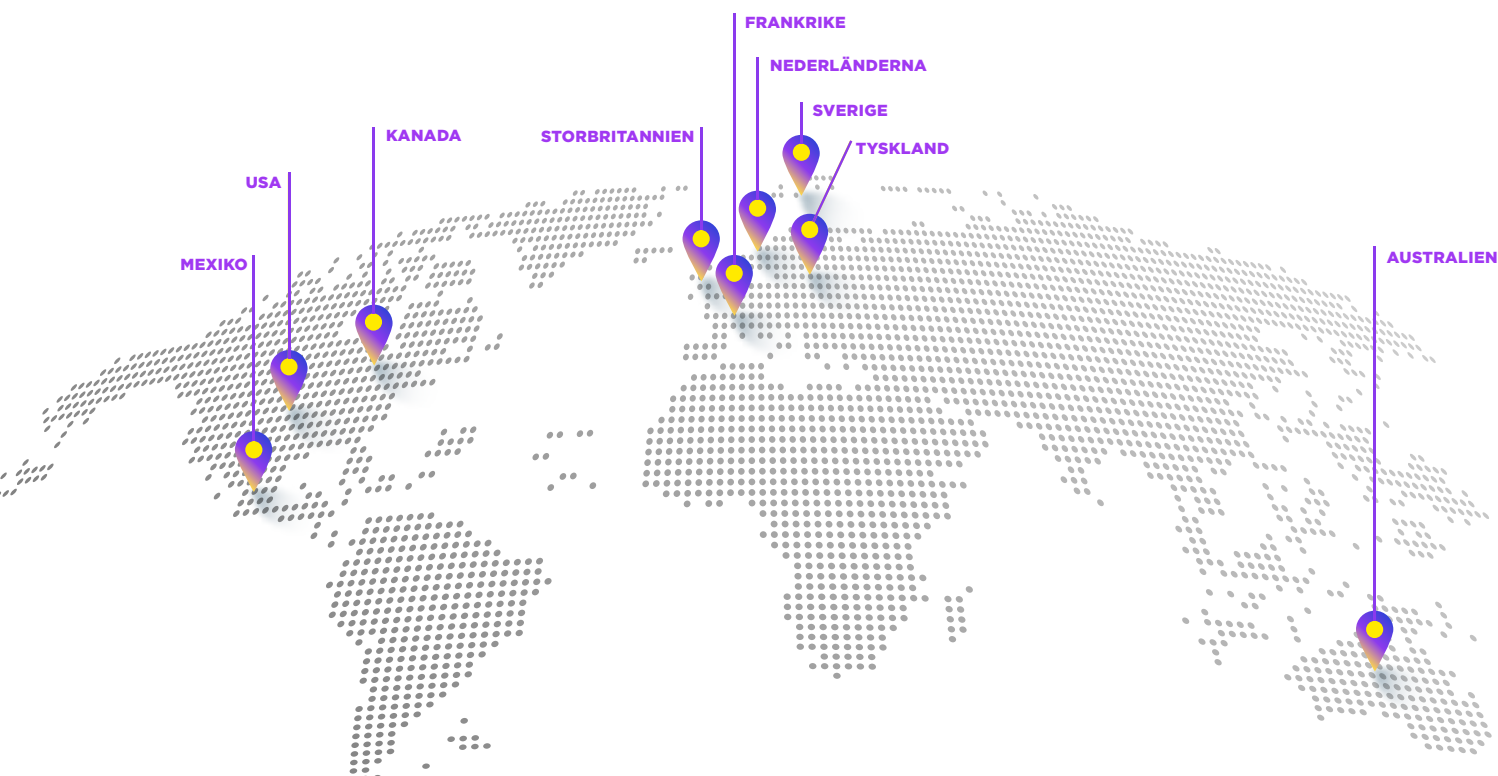 FRANKRIKE
NEDERLÄNDERNA
SVERIGE
KANADA
STORBRITANNIEN
TYSKLAND
USA
MEXIKO
AUSTRALIEN